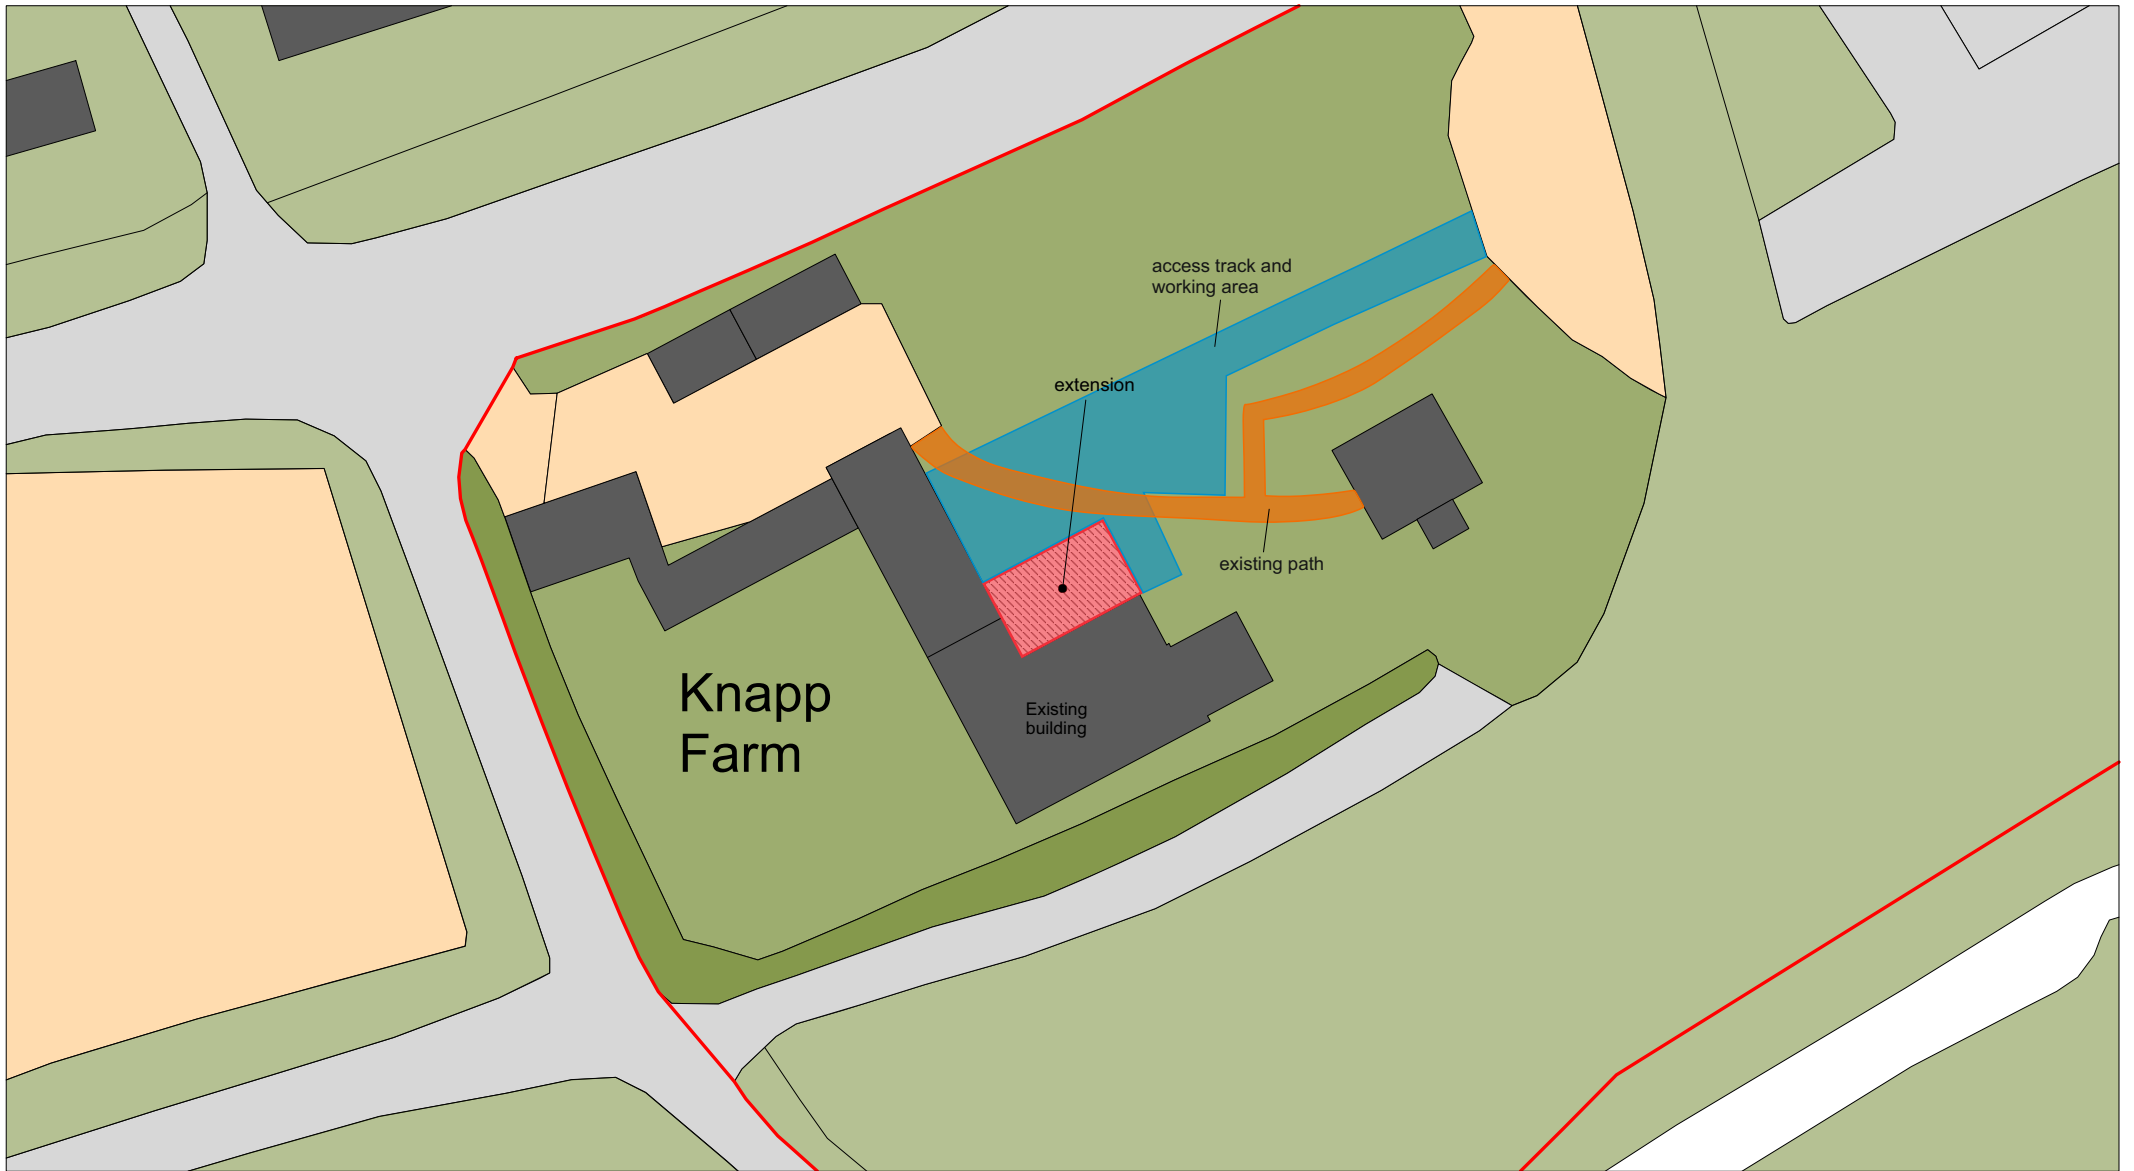 access track and
working area
extension
existing path
Knapp
Farm
Existing
building